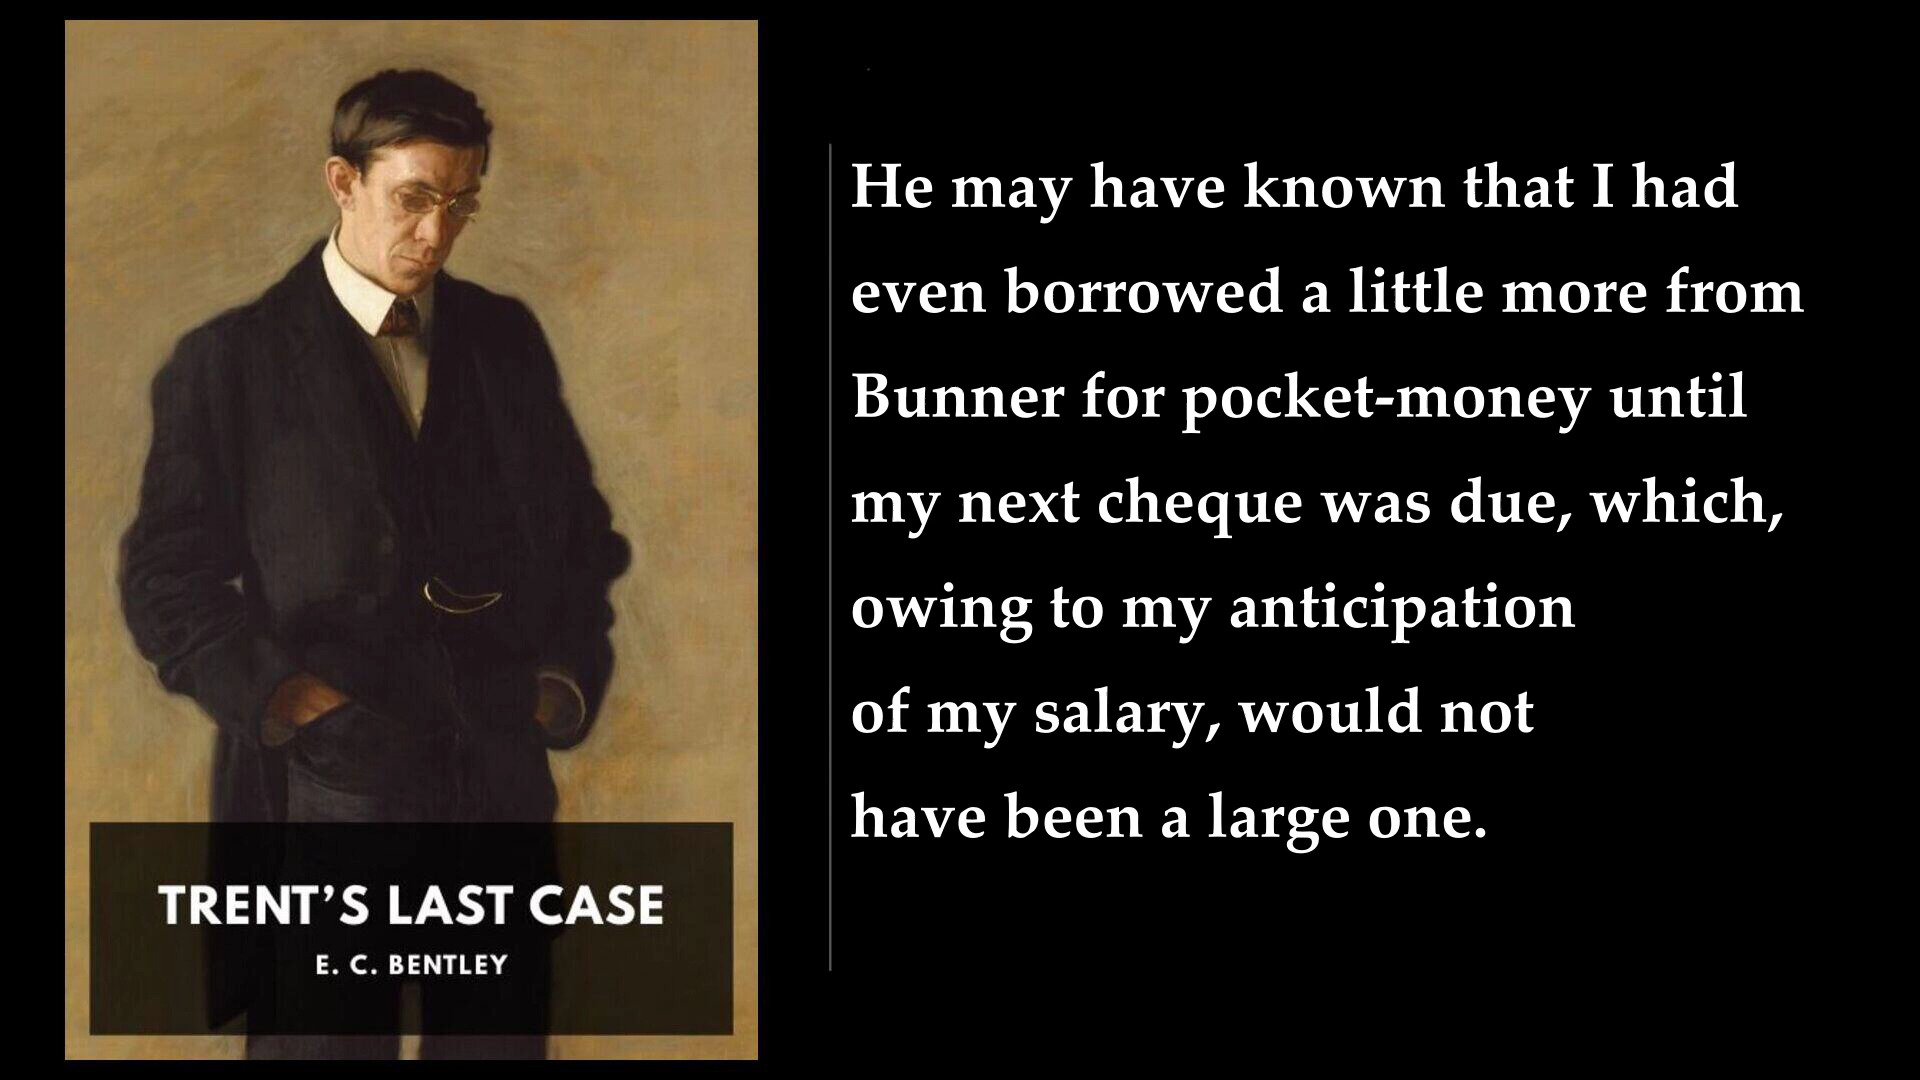 TRENT’S LAST CASE
E. C. BENTLEY
He may have known that I had
even borrowed a little more from
Bunner for pocket-money until
my next cheque was due, which,
owing to my anticipation
of my salary, would not
have been a large one.